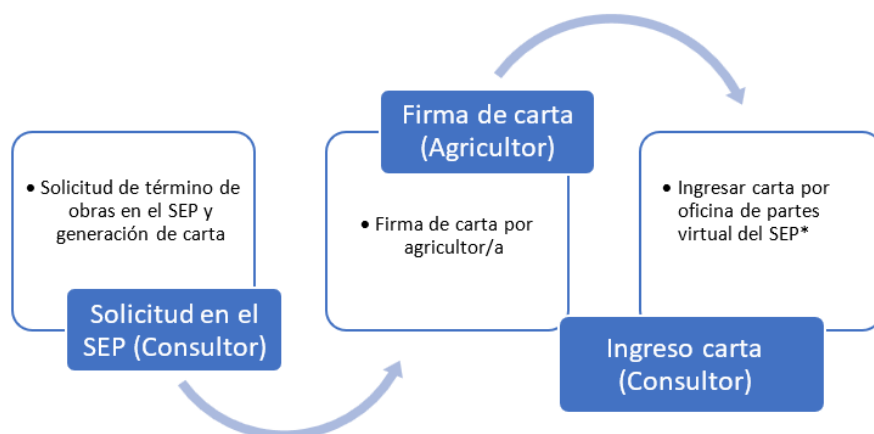 • Solicitud de término de
obras en el SEP y
generación de carta
Solicitud en el
SEP (Consultor)
Firma de carta
(Agricultor)
• Firma de carta por
agricultor/a
• Ingresar carta por
oficina de partes
virtual del SEP*
Ingreso carta
(Consultor)